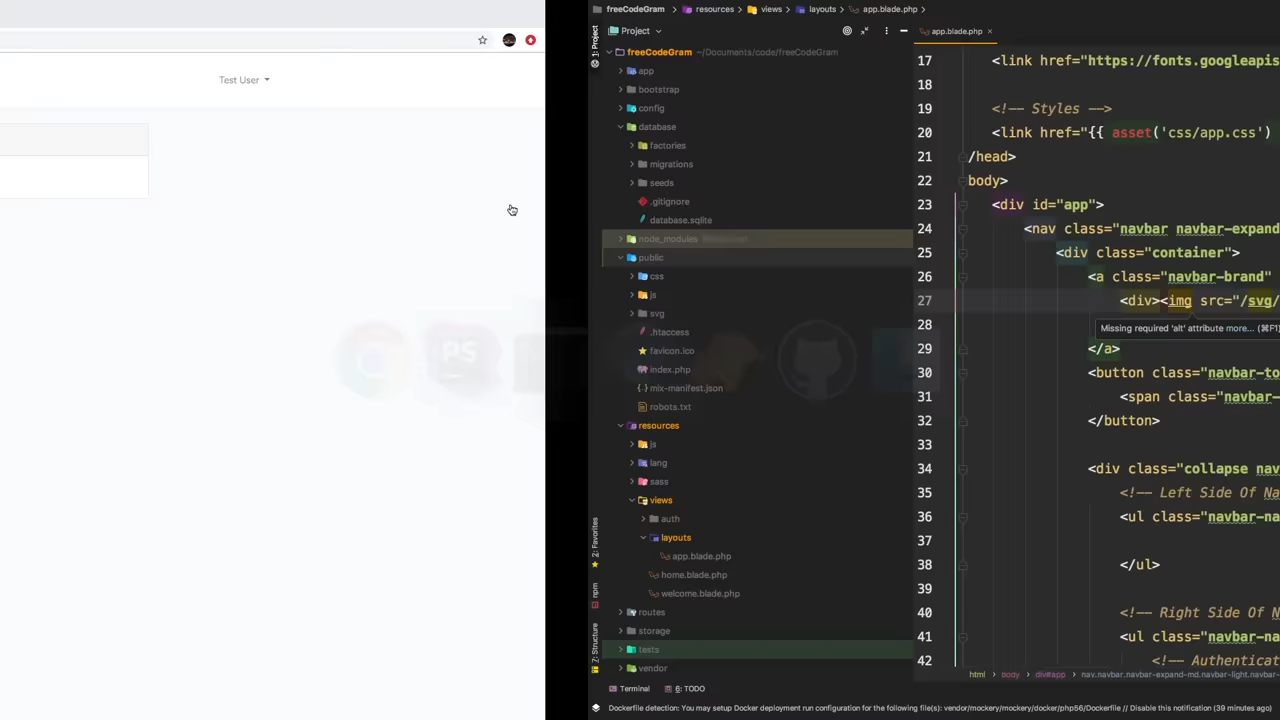 Test User
freeCodeGram > resources > views > layouts > app.blade.php >
1: Project
Project
app.blade.php ×
freeCodeGram ~/Documents/code/freeCodeGram
app
bootstrap
config
database
factories
migrations
seeds
.gitignore
database.sqlite
node_modules
public
css
js
svg
.htaccess
favicon.ico
index.php
mix-manifest.json
robots.txt
resources
js
lang
sass
views
auth
layouts
app.blade.php
home.blade.php
welcome.blade.php
routes
storage
tests
vendor
2: Favorites
npm
7: Structure
17 <link href="https://fonts.googleapis
18
19 <!-- Styles -->
20 <link href="{{ asset('css/app.css')
21 /head>
22 body>
23 <div id="app">
24 <nav class="navbar navbar-expand
25 <div class="container">
26 <a class="navbar-brand"
27 <div><img src="/svg/
28 Missing required 'alt' attribute more... (⌘F1)
29 </a>
30 <button class="navbar-to
31 <span class="navbar-
32 </button>
33
34 <div class="collapse nav
35 <!-- Left Side Of Na
36 <ul class="navbar-na
37
38 </ul>
39
40 <!-- Right Side Of N
41 <ul class="navbar-na
42 <!-- Authenticat
html > body > div#app > nav.navbar.navbar-expand-md.navbar-light.navbar-
Terminal 6: TODO
Dockerfile detection: You may setup Docker deployment run configuration for the following file(s): vendor/mockery/mockery/docker/php56/Dockerfile // Disable this notification (39 minutes ago)